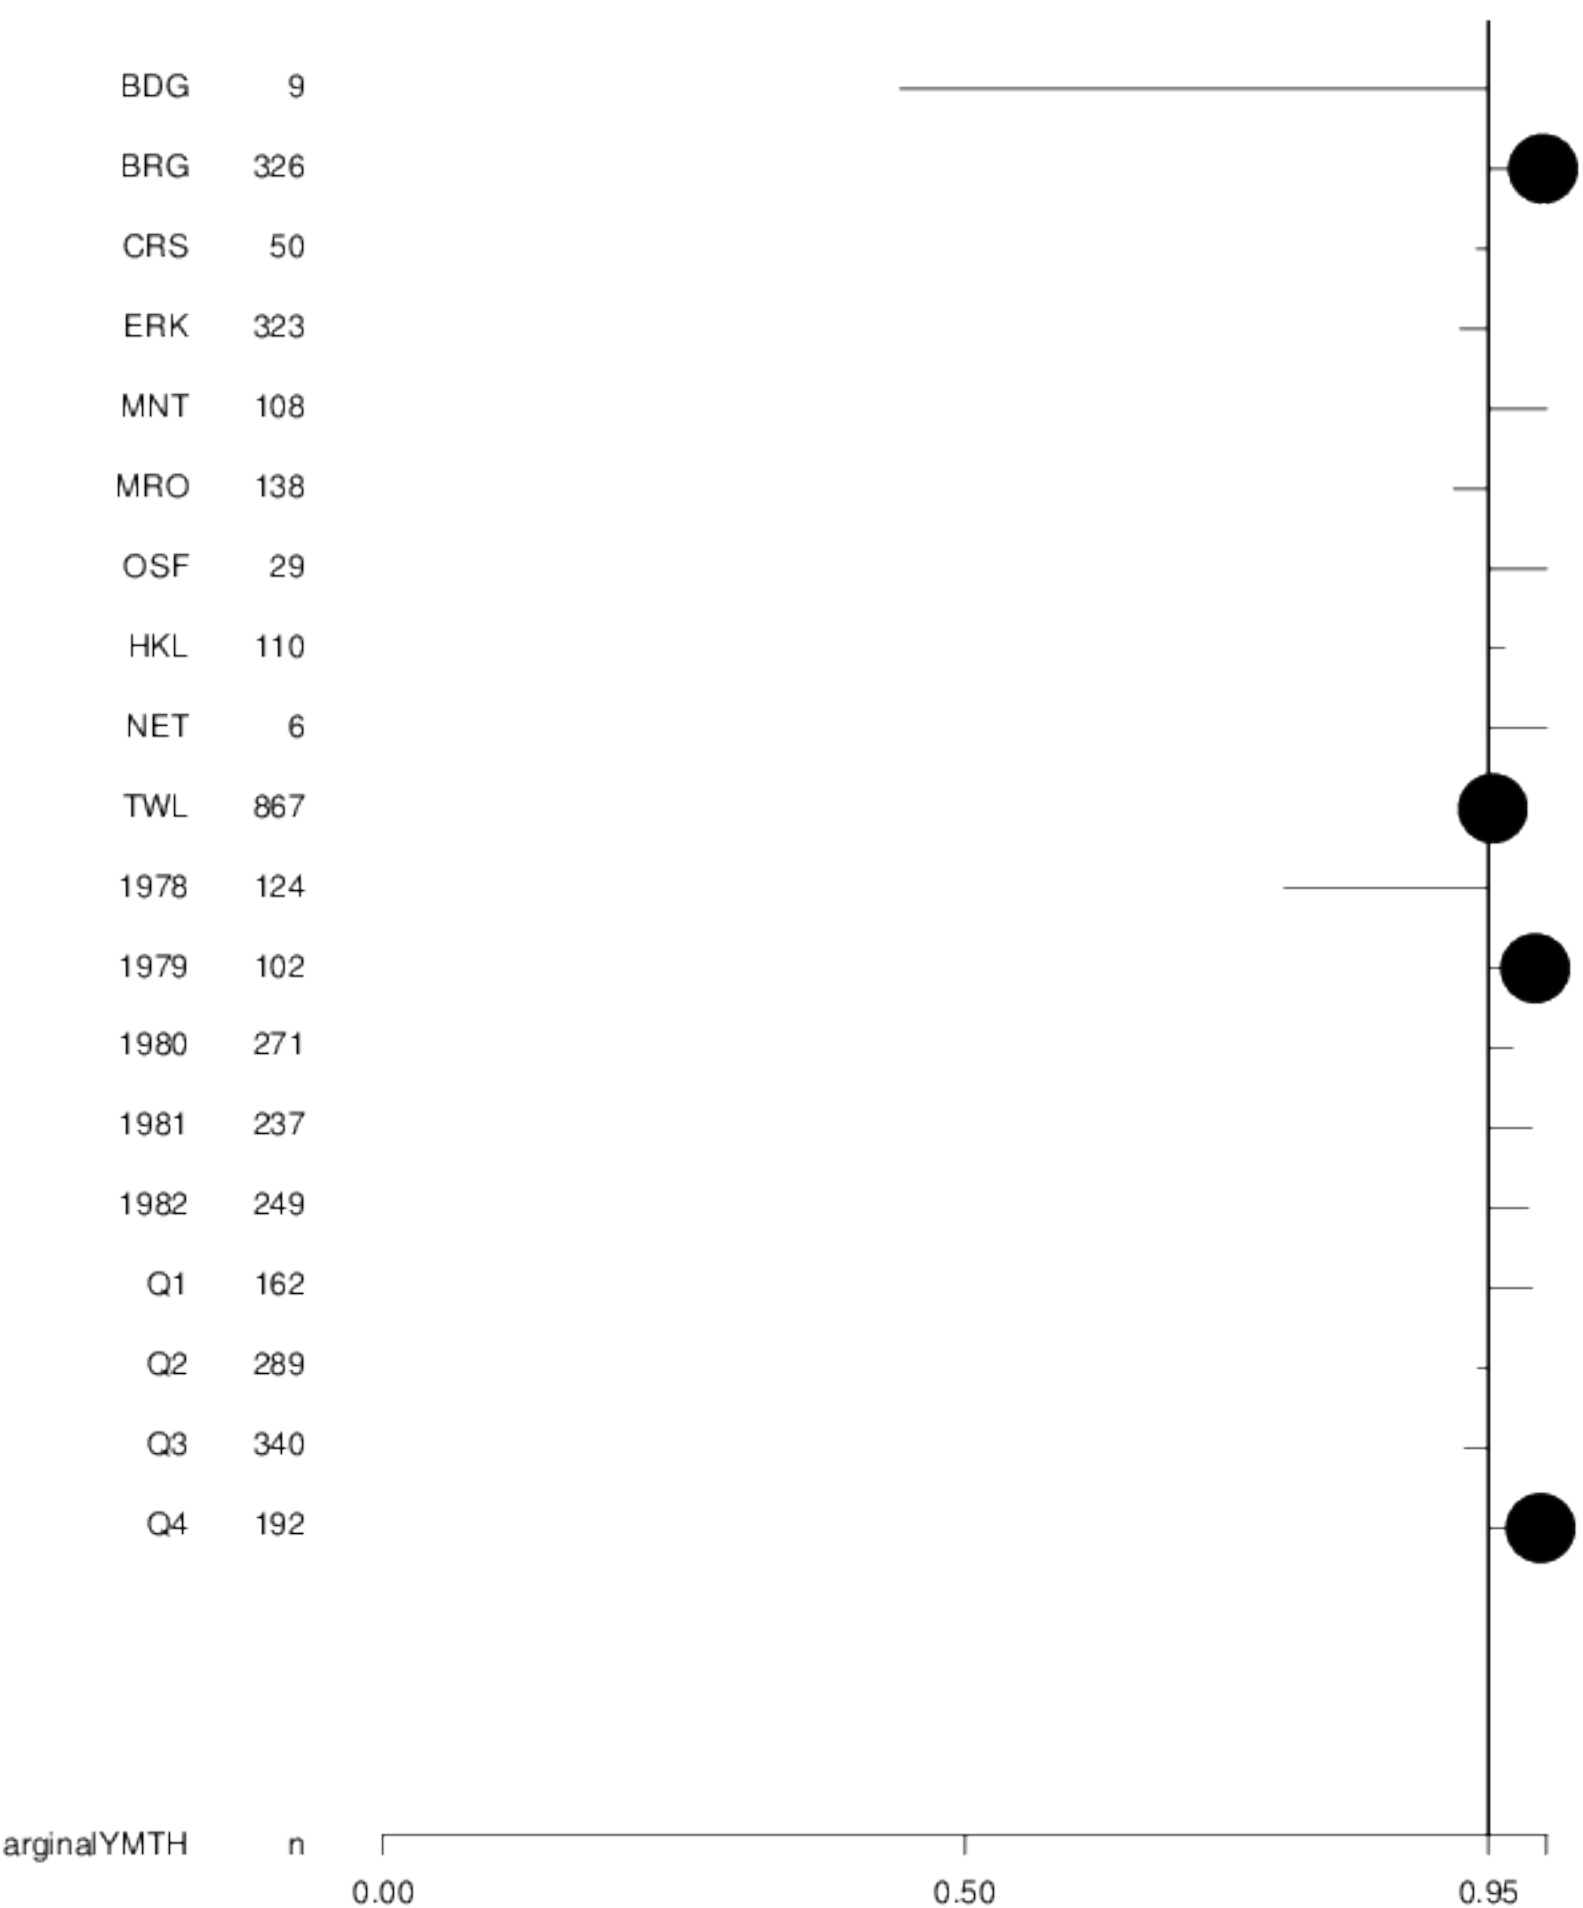 BDG 9
BRG 326
CRS 50
ERK 323
MNT 108
MRO 138
OSF 29
HKL 110
NET 6
TWL 867
1978 124
1979 102
1980 271
1981 237
1982 249
Q1 162
Q2 289
Q3 340
Q4 192
arginalYMTH n
0.00 0.50 0.95